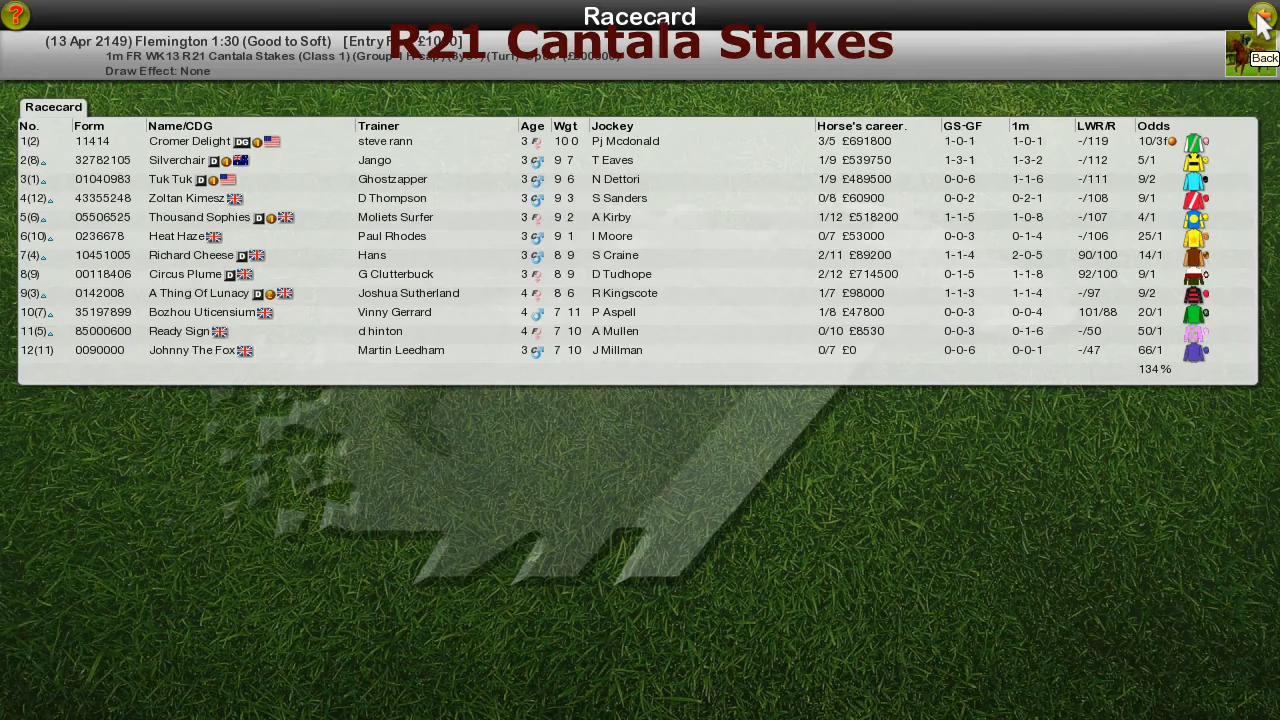 Racecard
R21 Cantala Stakes
(13 Apr 2149) Flemington 1:30 (Good to Soft) [Entry
1m FR WK13 R21 Cantala Stakes (Class 1) (Group 1
Draw Effect: None
Back
Racecard
No. Form Name/CDG Trainer Age Wgt Jockey Horse's career. GS-GF 1m LWR/R Odds
1(2) 11414 Cromer Delight DG 1 steve rann 3 10 0 Pj Mcdonald 3/5 £691800 1-0-1 1-0-1 -/119 10/3f
2(8) 32782105 Silverchair D 1 Jango 3 9 7 T Eaves 1/9 £539750 1-3-1 1-3-2 -/112 5/1
3(1) 01040983 Tuk Tuk D 1 Ghostzapper 3 9 6 N Dettori 1/9 £489500 0-0-6 1-1-6 -/111 9/2
4(12) 43355248 Zoltan Kimesz D Thompson 3 9 3 S Sanders 0/8 £60900 0-0-2 0-2-1 -/108 9/1
5(6) 05506525 Thousand Sophies D 1 Moliets Surfer 3 9 2 A Kirby 1/12 £518200 1-1-5 1-0-8 -/107 4/1
6(10) 0236678 Heat Haze Paul Rhodes 3 9 1 I Moore 0/7 £53000 0-0-3 0-1-4 -/106 25/1
7(4) 10451005 Richard Cheese D Hans 3 8 9 S Craine 2/11 £89200 1-1-4 2-0-5 90/100 14/1
8(9) 00118406 Circus Plume D G Clutterbuck 3 8 9 D Tudhope 2/12 £714500 0-1-5 1-1-8 92/100 9/1
9(3) 0142008 A Thing Of Lunacy D Joshua Sutherland 4 8 6 R Kingscote 1/7 £98000 1-1-3 1-1-4 -/97 9/2
10(7) 35197899 Bozhou Uticensium Vinny Gerrard 4 7 11 P Aspell 1/8 £47800 0-0-3 0-0-4 101/88 20/1
11(5) 85000600 Ready Sign d hinton 4 7 10 A Mullen 0/10 £8530 0-0-3 0-1-6 -/50 50/1
12(11) 0090000 Johnny The Fox Martin Leedham 3 7 10 J Millman 0/7 £0 0-0-6 0-0-1 -/47 66/1
134 %